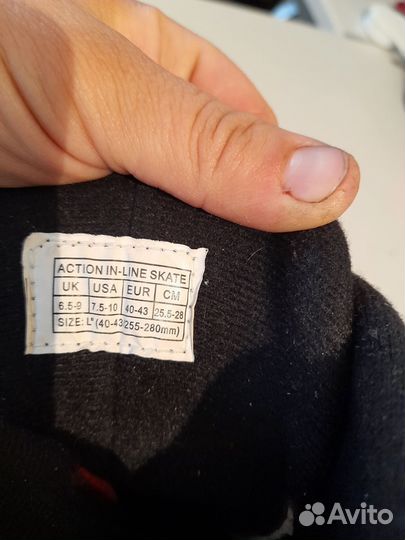 ACTION IN-LINE SKATE
UK USA EUR CM
6.5-9 7.5-10 40-43 25.5-28
SIZE: L (40-43 255-280mm)
Avito